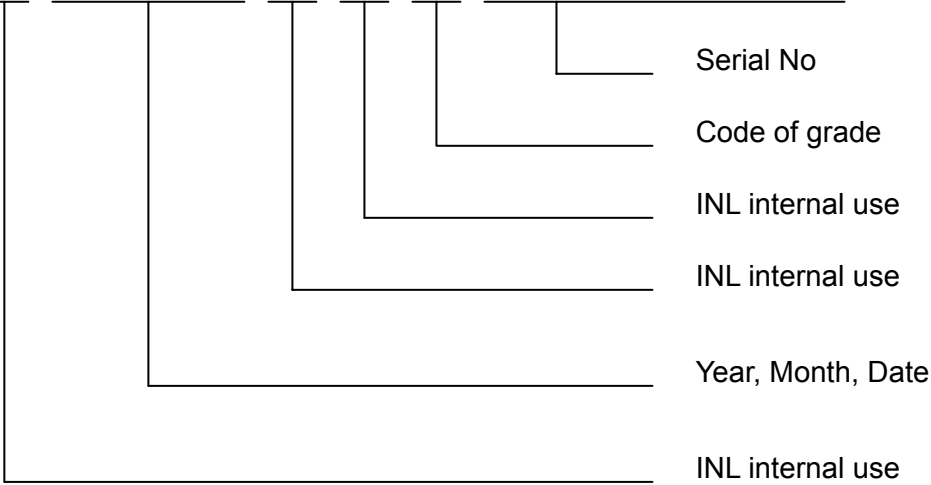 Serial No
Code of grade
INL internal use
INL internal use
Year, Month, Date
INL internal use